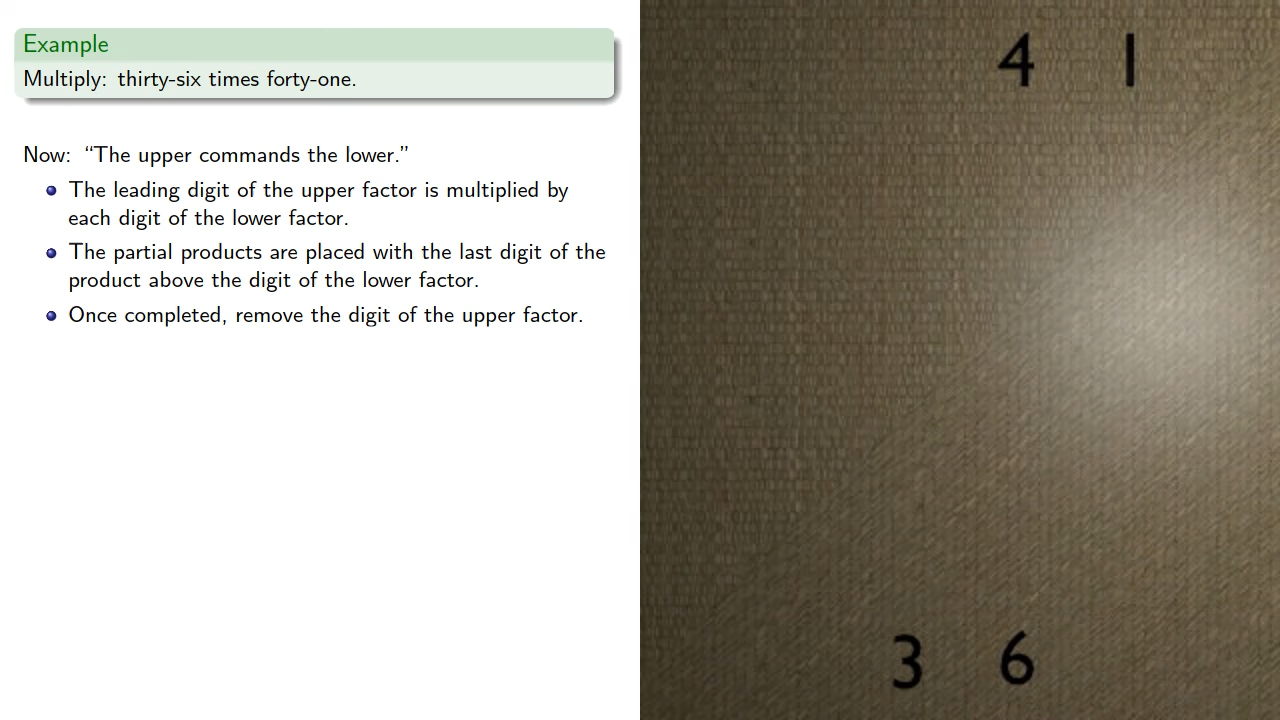 Example
Multiply: thirty-six times forty-one.
Now: “The upper commands the lower.”
The leading digit of the upper factor is multiplied by
each digit of the lower factor.
The partial products are placed with the last digit of the
product above the digit of the lower factor.
Once completed, remove the digit of the upper factor.
4 1
3 6